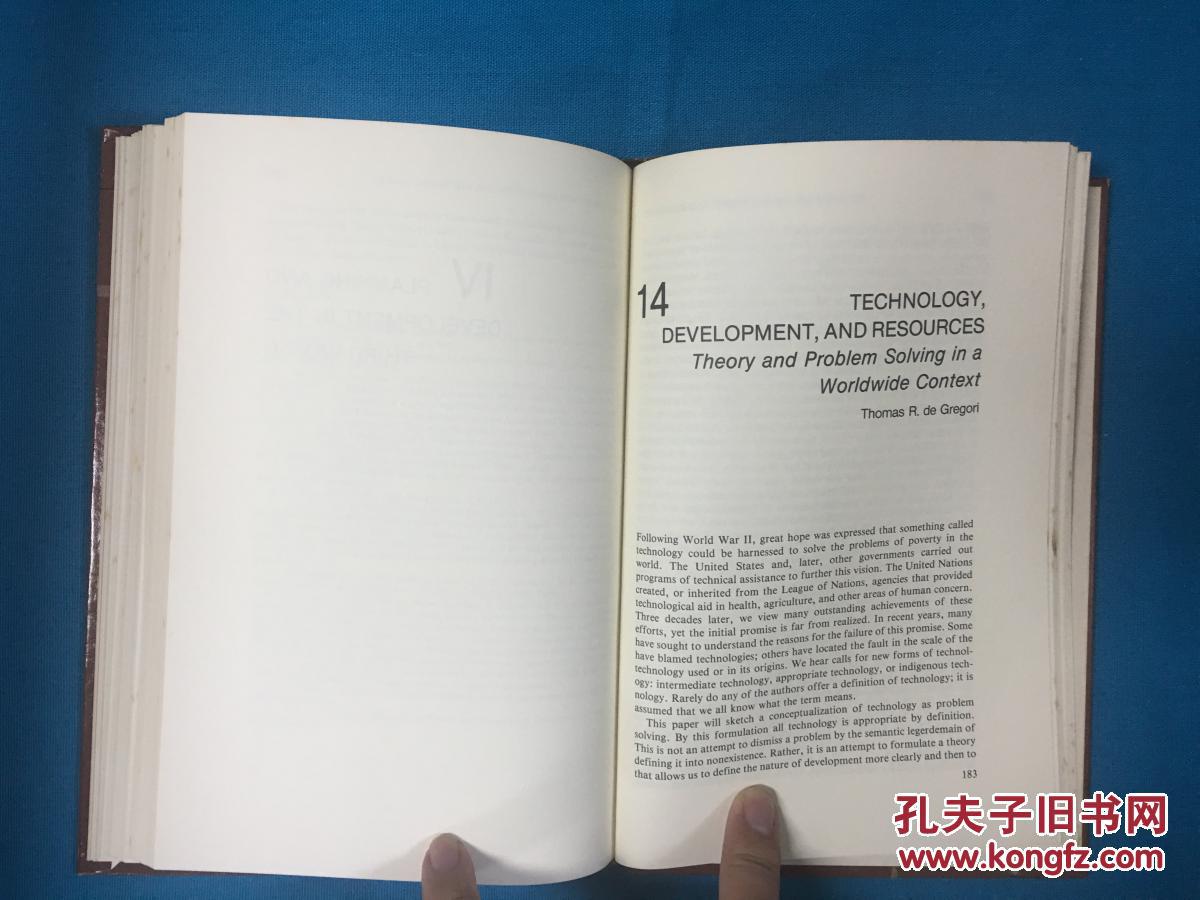 IV PLANNING AND
DEVELOPMENT IN
14
TECHNOLOGY,
DEVELOPMENT, AND RESOURCES
Theory and Problem Solving in a
Worldwide Context
Thomas R. de Gregori
Following World War II, great hope was expressed that something called
technology could be harnessed to solve the problems of poverty in the
world. The United States and, later, other governments carried out
programs of technical assistance to further this vision. The United Nations
created, or inherited from the League of Nations, agencies that provided
technological aid in health, agriculture, and other areas of human concern.
Three decades later, we view many outstanding achievements of these
efforts, yet the initial promise is far from realized. In recent years, many
have sought to understand the reasons for the failure of this promise. Some
have blamed technologies; others have located the fault in the scale of the
technology used or in its origins. We hear calls for new forms of technol-
ogy: intermediate technology, appropriate technology, or indigenous tech-
nology. Rarely do any of the authors offer a definition of technology; it is
assumed that we all know what the term means.
This paper will sketch a conceptualization of technology as problem
solving. By this formulation all technology is appropriate by definition.
This is not an attempt to dismiss a problem by the semantic legerdemain of
defining it into nonexistence. Rather, it is an attempt to formulate a theory
that allows us to define the nature of development more clearly and then to
183
孔夫子旧书网
www.kongfz.com